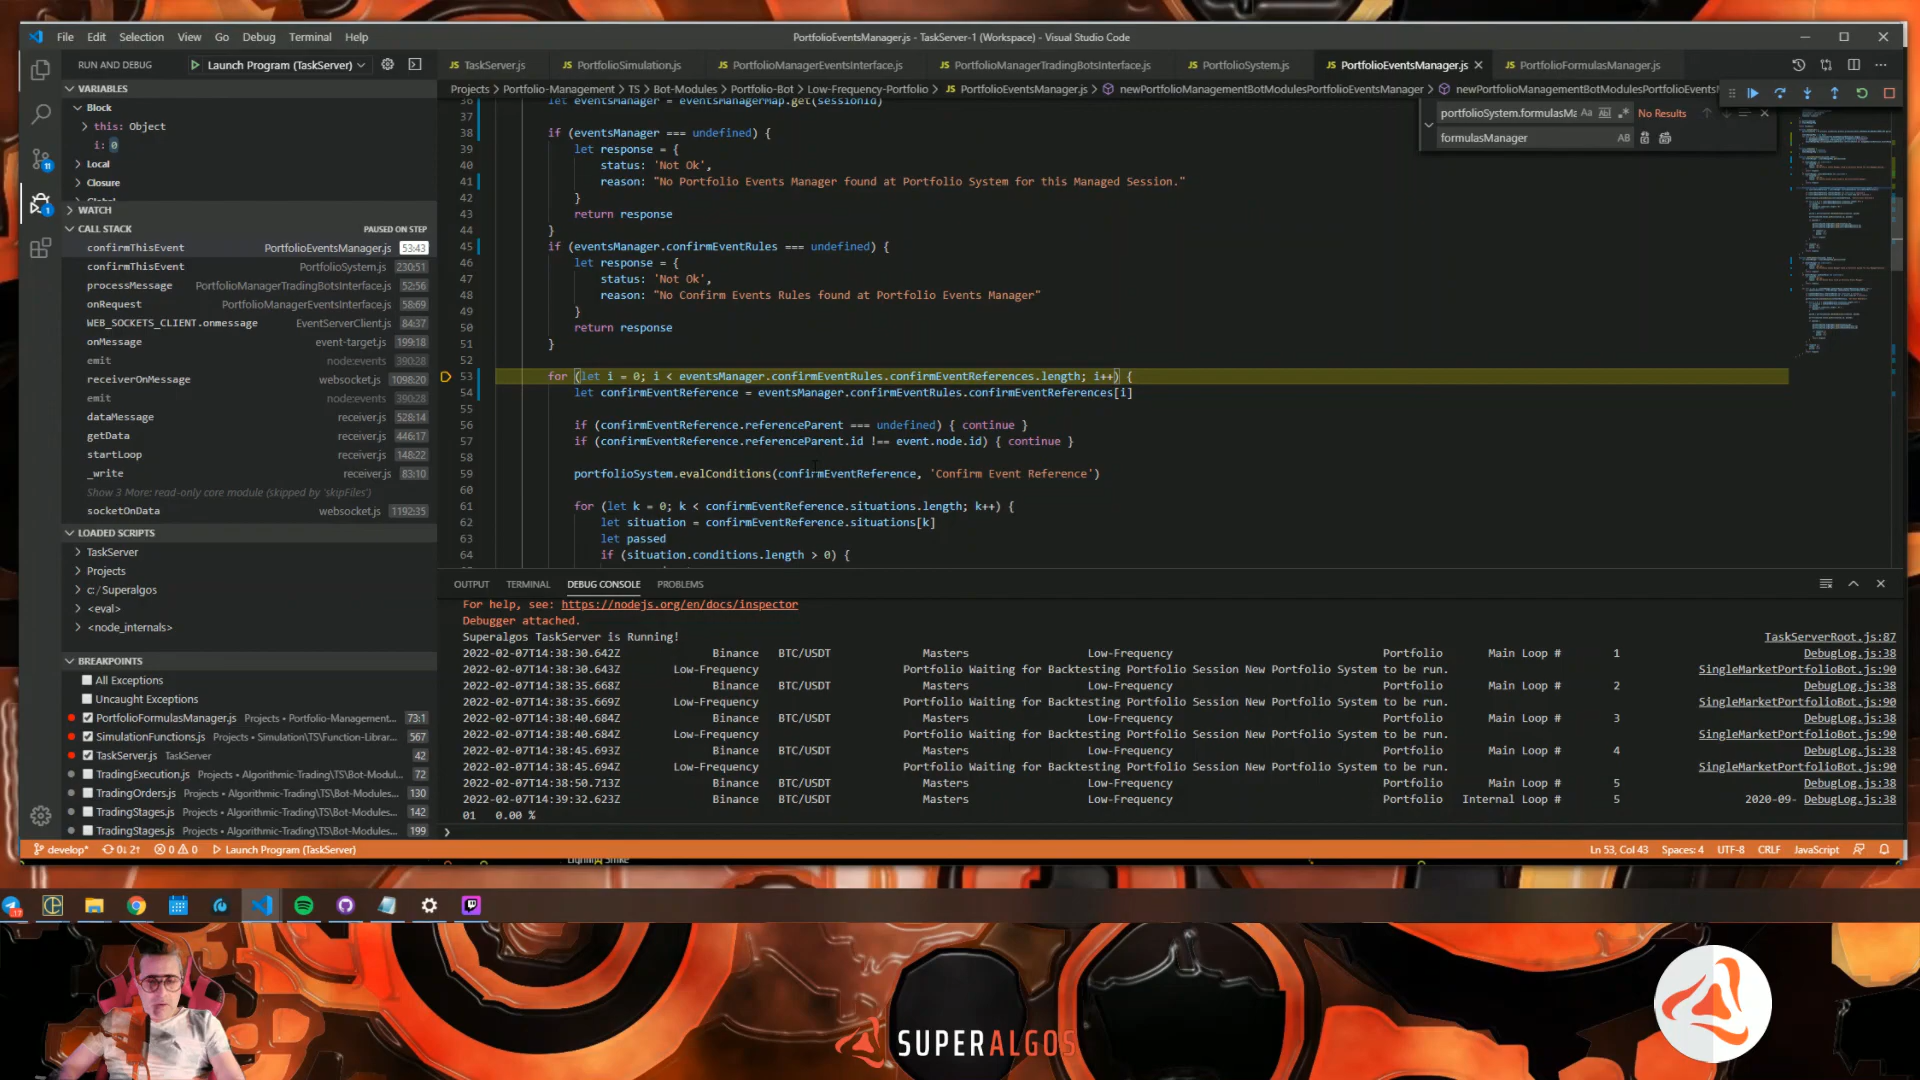 File Edit Selection View Go Debug Terminal Help
PortfolioEventsManager.js - TaskServer-1 (Workspace) - Visual Studio Code
RUN AND DEBUG
Launch Program (TaskServer)
JS TaskServer.js
JS PortfolioSimulation.js
JS PortfolioManagerEventsInterface.js
JS PortfolioManagerTradingBotsInterface.js
JS PortfolioSystem.js
JS PortfolioEventsManager.js
JS PortfolioFormulasManager.js
Projects > Portfolio-Management > TS > Bot-Modules > Portfolio-Bot > Low-Frequency-Portfolio > JS PortfolioEventsManager.js > newPortfolioManagementBotModulesPortfolioEventsManager > newPortfolioManagementBotModulesPortfolioEvents
portfolioSystem.formulasMa Aa Abl No Results
formulasManager AB
VARIABLES
Block
this: Object
i: 0
Local
Closure
WATCH
CALL STACK PAUSED ON STEP
confirmThisEvent PortfolioEventsManager.js 53:43
confirmThisEvent PortfolioSystem.js 230:51
processMessage PortfolioManagerTradingBotsInterface.js 52:56
onRequest PortfolioManagerEventsInterface.js 58:69
WEB_SOCKETS_CLIENT.onmessage EventServerClient.js 84:37
onMessage event-target.js 199:18
emit node:events 390:28
receiverOnMessage receiver.js 1098:20
emit node:events 390:28
dataMessage receiver.js 528:14
getData receiver.js 446:17
startLoop receiver.js 148:22
_write receiver.js 83:10
Show 3 More: read-only core module (skipped by 'skipFiles')
socketOnData websocket.js 1192:35
LOADED SCRIPTS
TaskServer
Projects
c:/Superalgos
<eval>
<node_internals>
BREAKPOINTS
All Exceptions
Uncaught Exceptions
PortfolioFormulasManager.js Projects • Portfolio-Management... 73:1
SimulationFunctions.js Projects • Simulation\TS\Function-Librar... 567
TaskServer.js TaskServer 42
TradingExecution.js Projects • Algorithmic-Trading\TS\Bot-Modul... 72
TradingOrders.js Projects • Algorithmic-Trading\TS\Bot-Modules... 130
TradingStages.js Projects • Algorithmic-Trading\TS\Bot-Modules... 142
TradingStages.js Projects • Algorithmic-Trading\TS\Bot-Modules... 199
36 let eventsManager = eventsManagerMap.get(sessionId)
37
38 if (eventsManager === undefined) {
39 let response = {
40 status: 'Not Ok',
41 reason: "No Portfolio Events Manager found at Portfolio System for this Managed Session."
42 }
43 return response
44 }
45 if (eventsManager.confirmEventRules === undefined) {
46 let response = {
47 status: 'Not Ok',
48 reason: "No Confirm Events Rules found at Portfolio Events Manager"
49 }
50 return response
51 }
52
53 for (let i = 0; i < eventsManager.confirmEventRules.confirmEventReferences.length; i++) {
54 let confirmEventReference = eventsManager.confirmEventRules.confirmEventReferences[i]
55
56 if (confirmEventReference.referenceParent === undefined) { continue }
57 if (confirmEventReference.referenceParent.id !== event.node.id) { continue }
58
59 portfolioSystem.evalConditions(confirmEventReference, 'Confirm Event Reference')
60
61 for (let k = 0; k < confirmEventReference.situations.length; k++) {
62 let situation = confirmEventReference.situations[k]
63 let passed
64 if (situation.conditions.length > 0) {
OUTPUT TERMINAL DEBUG CONSOLE PROBLEMS
For help, see: https://nodejs.org/en/docs/inspector
Debugger attached.
Superalgos TaskServer is Running! TaskServerRoot.js:87
2022-02-07T14:38:30.642Z Binance BTC/USDT Masters Low-Frequency Portfolio Main Loop # 1 DebugLog.js:38
2022-02-07T14:38:30.643Z Low-Frequency Portfolio Waiting for Backtesting Portfolio Session New Portfolio System to be run. SingleMarketPortfolioBot.js:90
2022-02-07T14:38:35.668Z Binance BTC/USDT Masters Low-Frequency Portfolio Main Loop # 2 DebugLog.js:38
2022-02-07T14:38:35.669Z Low-Frequency Portfolio Waiting for Backtesting Portfolio Session New Portfolio System to be run. SingleMarketPortfolioBot.js:90
2022-02-07T14:38:40.684Z Binance BTC/USDT Masters Low-Frequency Portfolio Main Loop # 3 DebugLog.js:38
2022-02-07T14:38:40.684Z Low-Frequency Portfolio Waiting for Backtesting Portfolio Session New Portfolio System to be run. SingleMarketPortfolioBot.js:90
2022-02-07T14:38:45.693Z Binance BTC/USDT Masters Low-Frequency Portfolio Main Loop # 4 DebugLog.js:38
2022-02-07T14:38:45.694Z Low-Frequency Portfolio Waiting for Backtesting Portfolio Session New Portfolio System to be run. SingleMarketPortfolioBot.js:90
2022-02-07T14:38:50.713Z Binance BTC/USDT Masters Low-Frequency Portfolio Main Loop # 5 DebugLog.js:38
2022-02-07T14:39:32.623Z Binance BTC/USDT Masters Low-Frequency Portfolio Internal Loop # 5 2020-09- DebugLog.js:38
01 0.00 %
develop* 0↓ 2↑ 0 0 Launch Program (TaskServer)
Ln 53, Col 43 Spaces: 4 UTF-8 CRLF JavaScript
SUPERALGOS